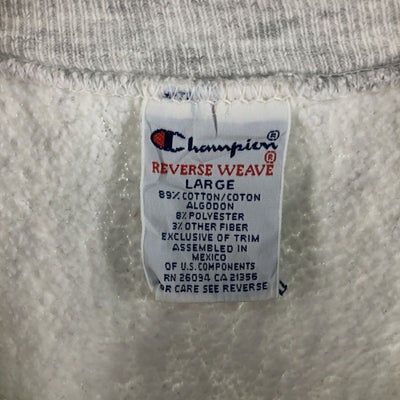 Champion®
REVERSE WEAVE®
LARGE
89% COTTON/COTON
ALGODON
8% POLYESTER
3% OTHER FIBER
EXCLUSIVE OF TRIM
ASSEMBLED IN
MEXICO
OF U.S. COMPONENTS
RN 26094 CA 21356
OR CARE SEE REVERSE